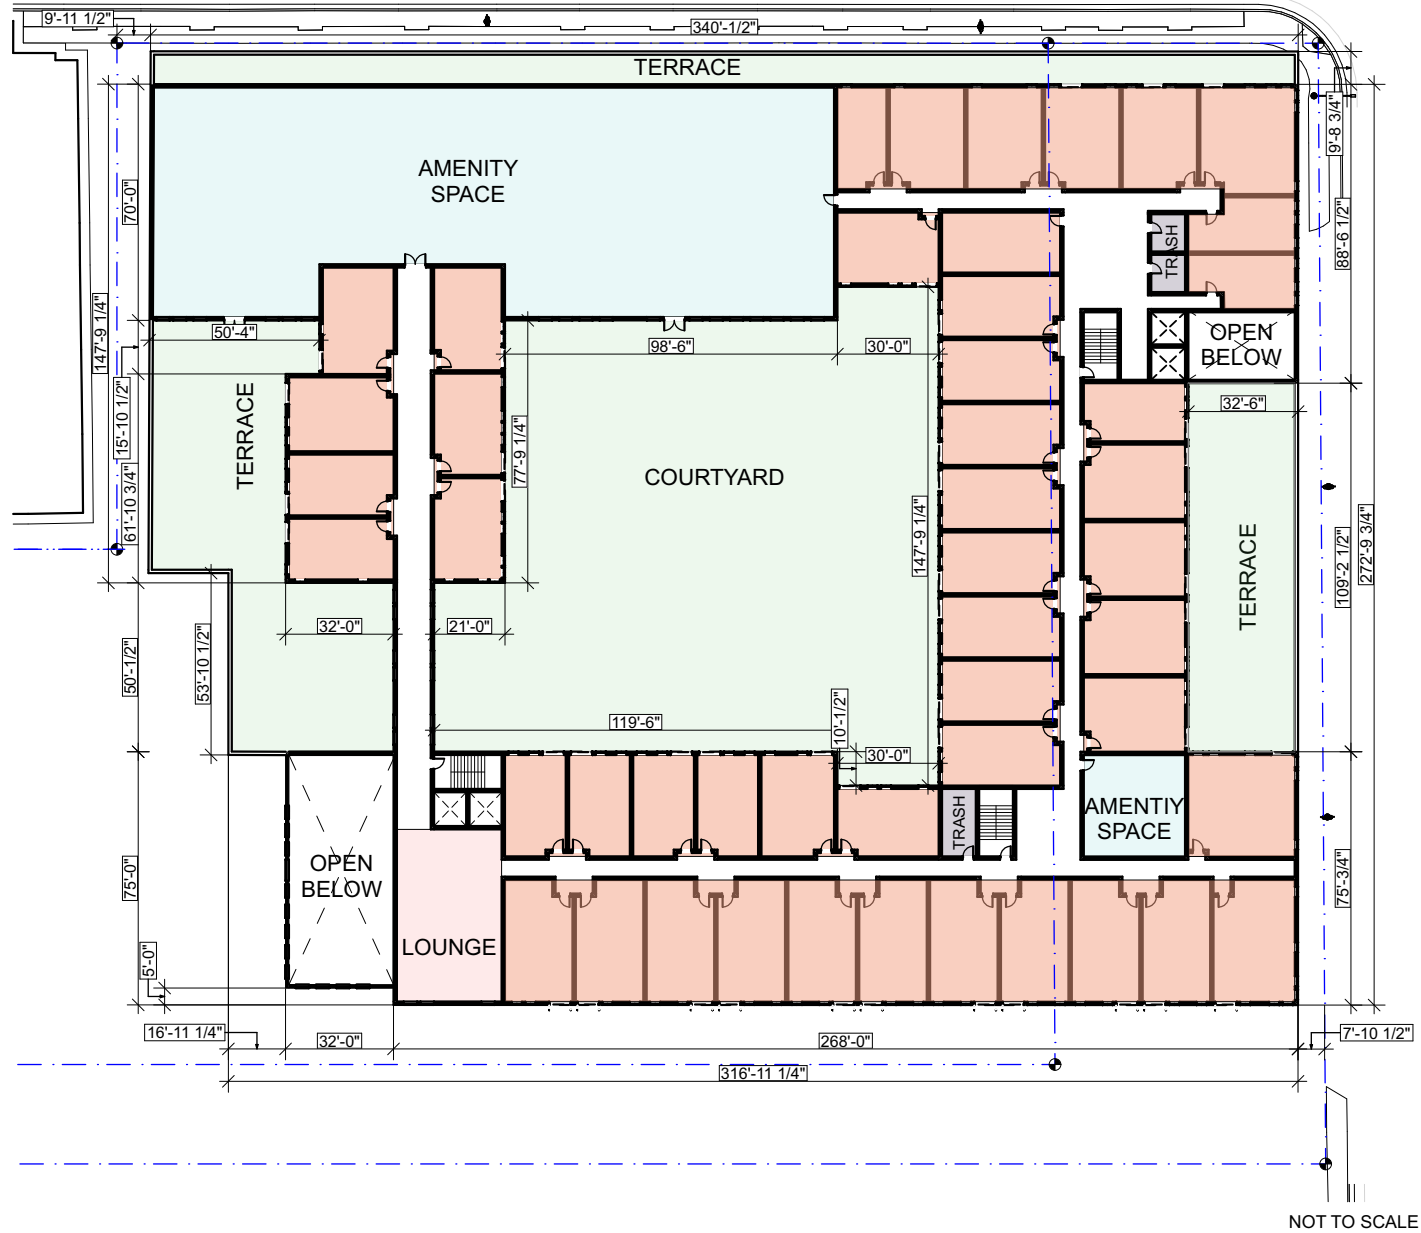 9'-11 1/2"
340'-1/2"
TERRACE
9'-8 3/4"
AMENITY
SPACE
70'-0"
88'-6 1/2"
TRASH
147'-9 1/4"
50'-4"
98'-6"
30'-0"
OPEN
BELOW
15'-10 1/2"
TERRACE
32'-6"
77'-9 1/4"
COURTYARD
61'-10 3/4"
147'-9 1/4"
TERRACE
109'-2 1/2"
272'-9 3/4"
32'-0"
21'-0"
50'-1/2"
53'-10 1/2"
119'-6"
10'-1/2"
30'-0"
TRASH
AMENTIY
SPACE
OPEN
BELOW
75'-0"
75'-3/4"
LOUNGE
5'-0"
16'-11 1/4"
32'-0"
268'-0"
7'-10 1/2"
316'-11 1/4"
NOT TO SCALE